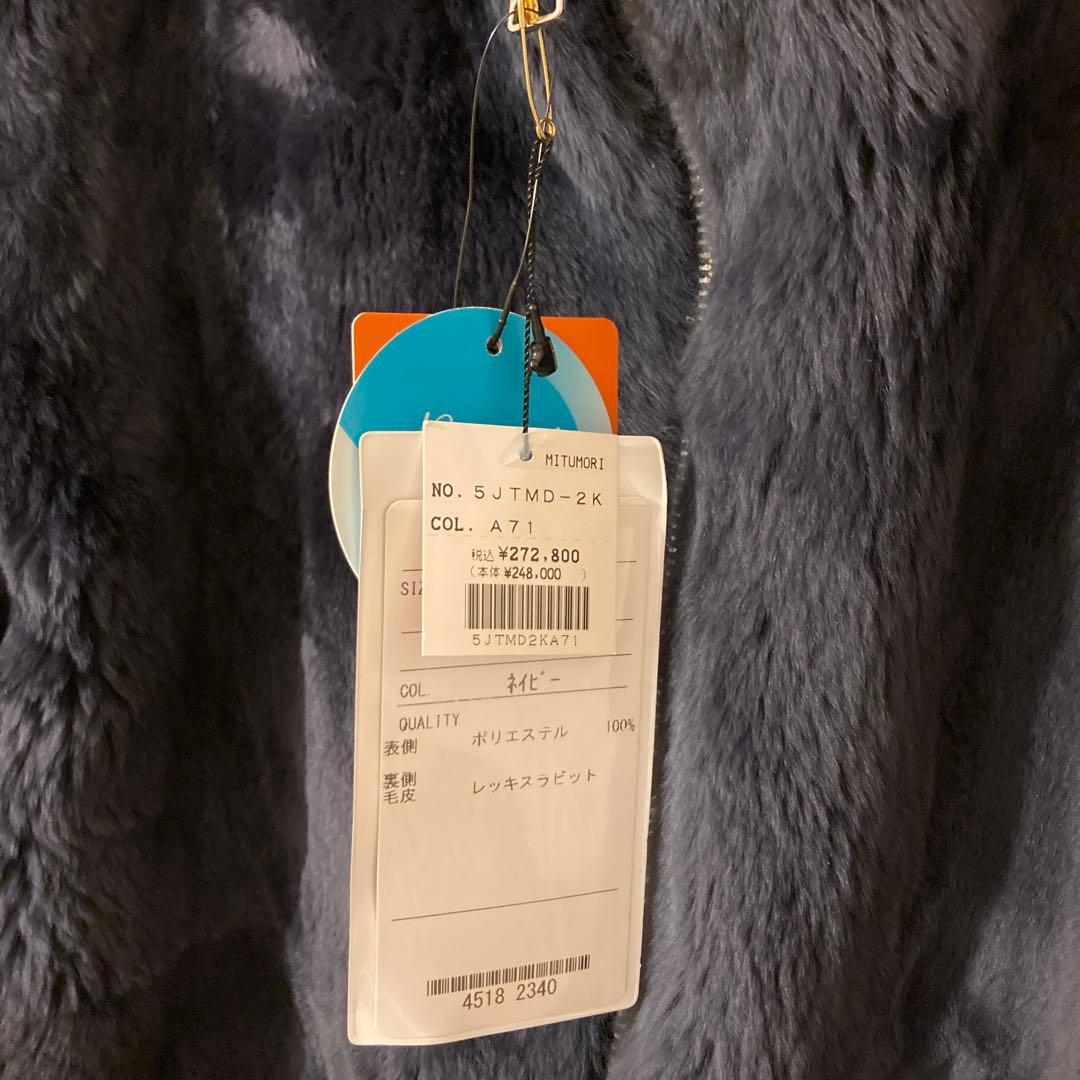 MITUMORI
NO. 5JTMD-2K
COL. A71
税込 ¥272,800
(本体 ¥248,000 )
5JTMD2KA71
COL. ネイビー
QUALITY
表側 ポリエステル 100%
裏側
毛皮 レッキスラビット
4518 2340